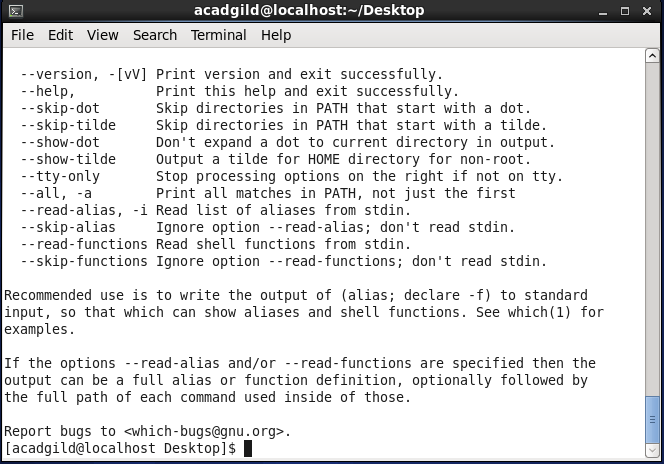 acadgild@localhost:~/Desktop
File Edit View Search Terminal Help
--version, -[vV] Print version and exit successfully.
--help, Print this help and exit successfully.
--skip-dot Skip directories in PATH that start with a dot.
--skip-tilde Skip directories in PATH that start with a tilde.
--show-dot Don't expand a dot to current directory in output.
--show-tilde Output a tilde for HOME directory for non-root.
--tty-only Stop processing options on the right if not on tty.
--all, -a Print all matches in PATH, not just the first
--read-alias, -i Read list of aliases from stdin.
--skip-alias Ignore option --read-alias; don't read stdin.
--read-functions Read shell functions from stdin.
--skip-functions Ignore option --read-functions; don't read stdin.
Recommended use is to write the output of (alias; declare -f) to standard
input, so that which can show aliases and shell functions. See which(1) for
examples.
If the options --read-alias and/or --read-functions are specified then the
output can be a full alias or function definition, optionally followed by
the full path of each command used inside of those.
Report bugs to <which-bugs@gnu.org>.
[acadgild@localhost Desktop]$